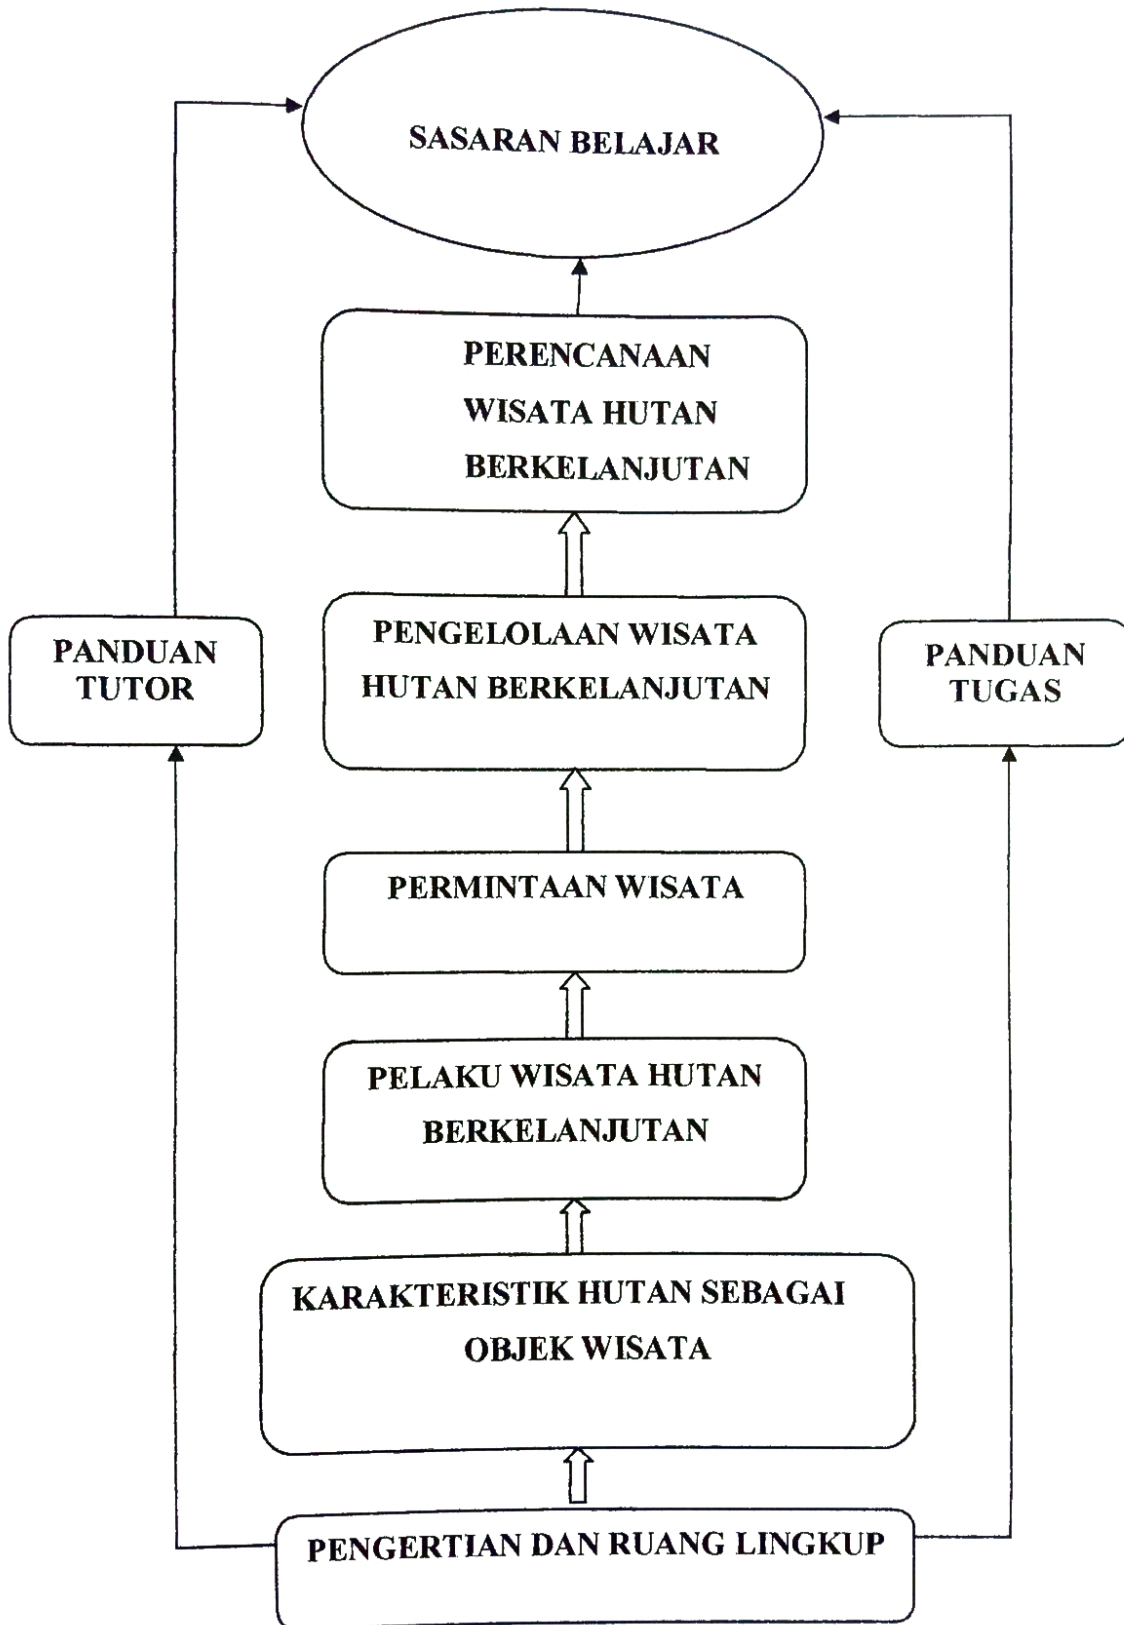 SASARAN BELAJAR
PERENCANAAN
WISATA HUTAN
BERKELANJUTAN
PENGELOLAAN WISATA
HUTAN BERKELANJUTAN
PANDUAN
TUTOR
PANDUAN
TUGAS
PERMINTAAN WISATA
PELAKU WISATA HUTAN
BERKELANJUTAN
KARAKTERISTIK HUTAN SEBAGAI
OBJEK WISATA
PENGERTIAN DAN RUANG LINGKUP